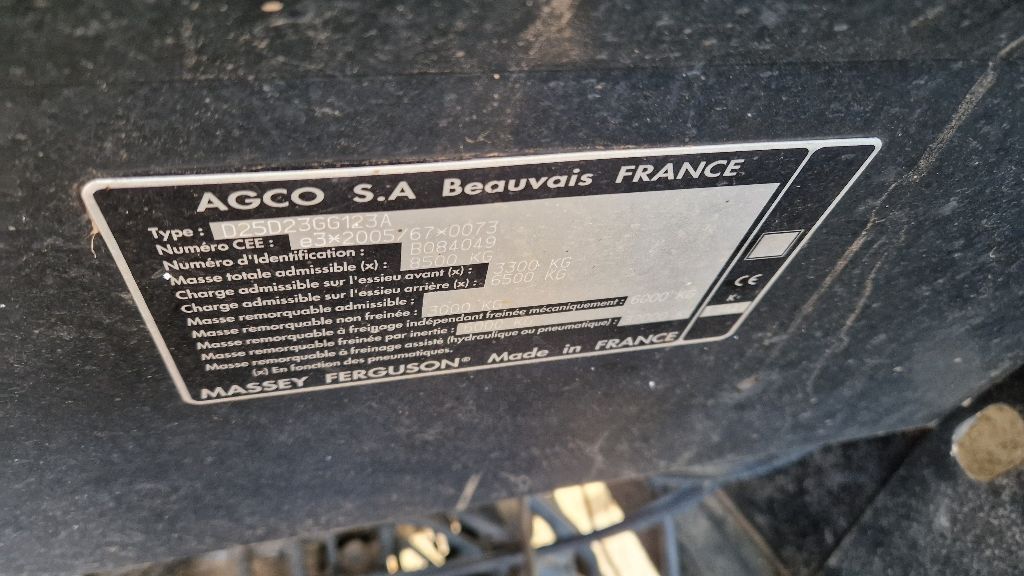 AGCO S.A Beauvais FRANCE
Type : D25D23GG123A
Numéro CEE : e3*2005/67*0073
Numéro d'Identification : B084049
Masse totale admissible (x) : 8500 KG
Charge admissible sur l'essieu avant (x) : 3300 KG
Charge admissible sur l'essieu arrière (x) : 6500 KG
Masse remorquable admissible :
Masse remorquable non freinée : 3000 KG
Masse remorquable à freinage indépendant freinée mécaniquement : 6000 KG
Masse remorquable freinée par inertie :
Masse remorquable à freinage assisté (hydraulique ou pneumatique) :
(x) En fonction des pneumatiques.
MASSEY FERGUSON® Made in FRANCE
CE